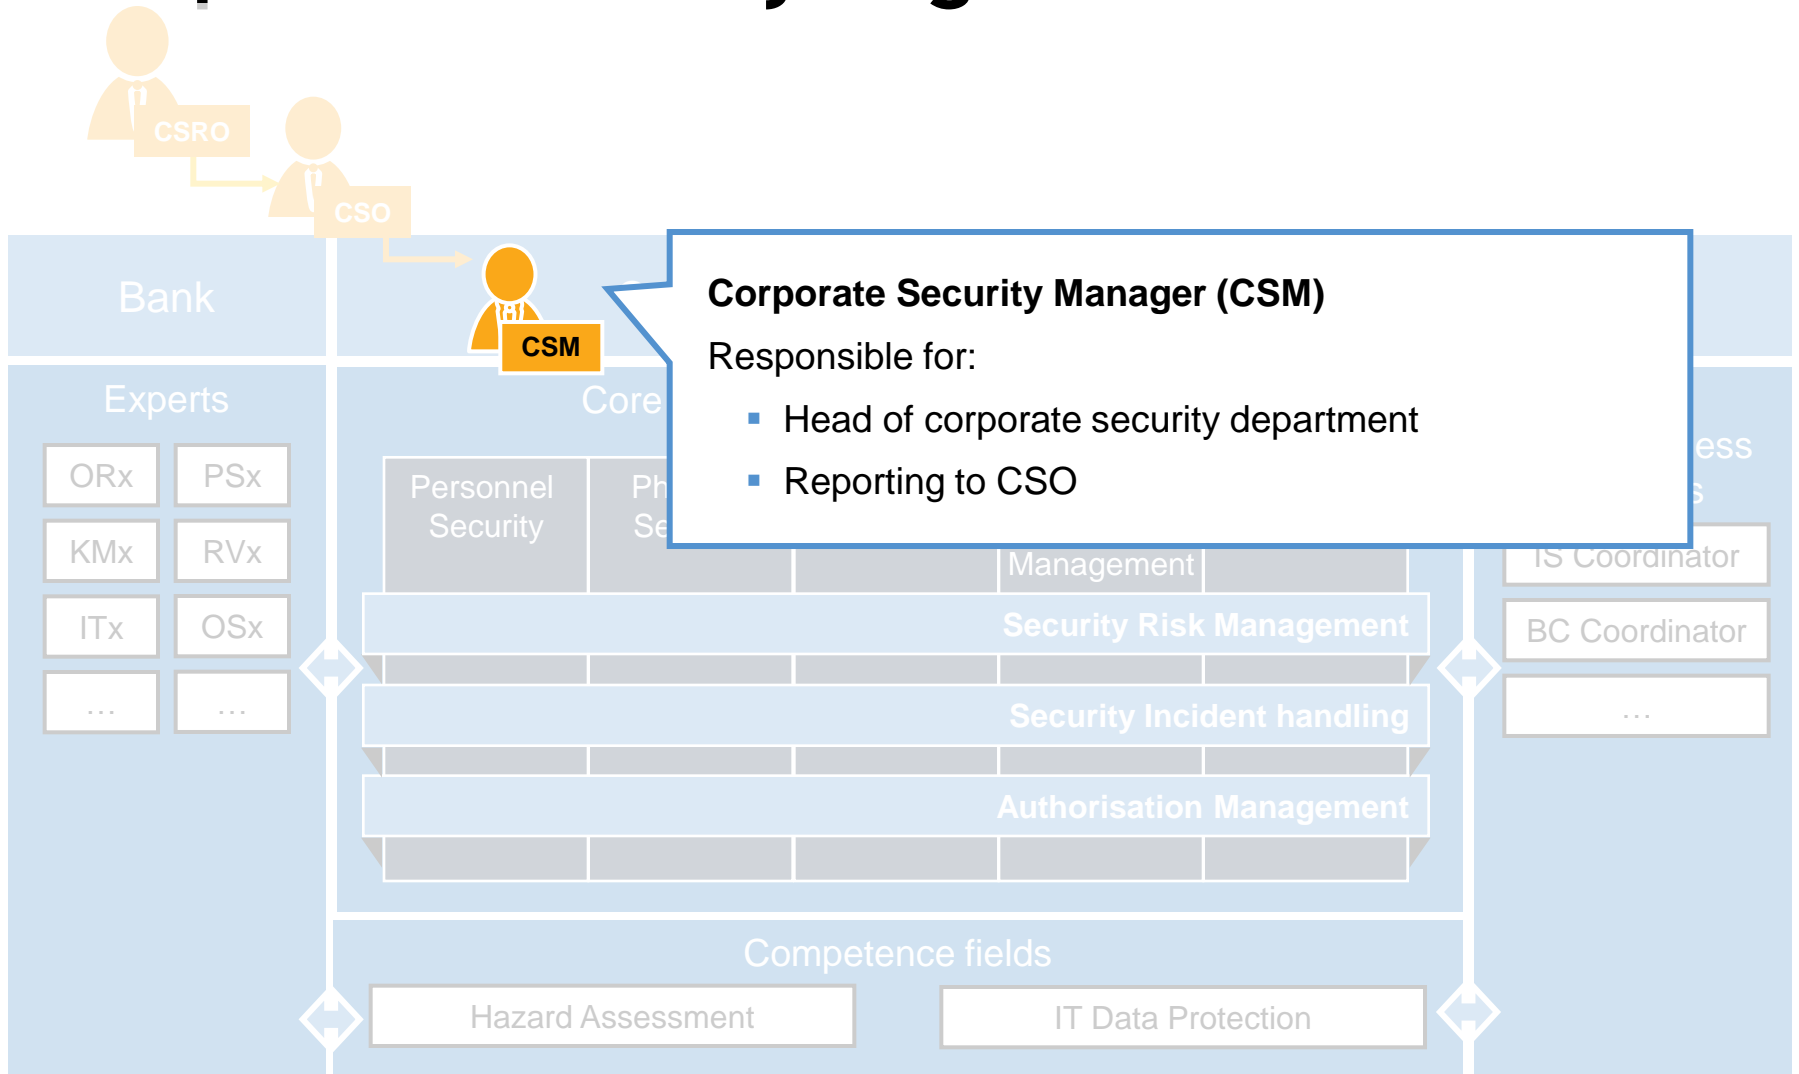 CSRO
CSO
Bank
CSM
Corporate Security Manager (CSM)
Responsible for:
Head of corporate security department
Reporting to CSO
Experts
ORx
PSx
KMx
RVx
ITx
OSx
…
…
Core
Personnel
Security
Management
Security Risk Management
Security Incident handling
Authorisation Management
IS Coordinator
BC Coordinator
…
Competence fields
Hazard Assessment
IT Data Protection